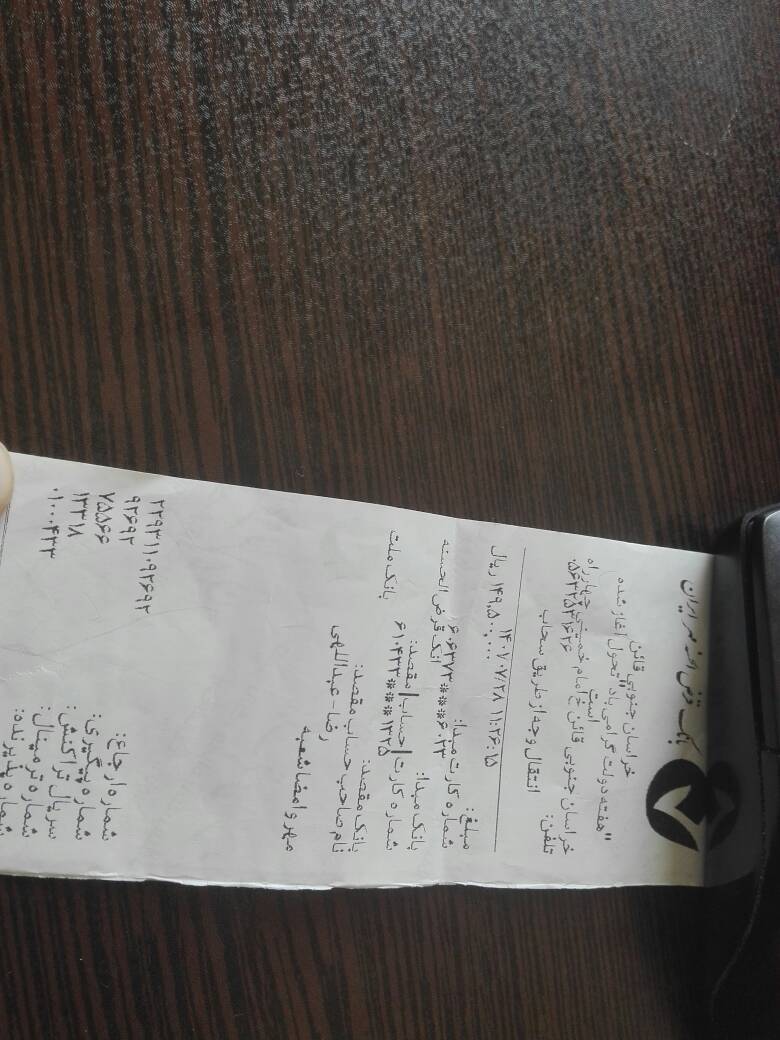 بانک قرض الحسنه مهر ایران
خراسان جنوبی قائن
"هفته دولت گرامی باد" تحول آغاز شده
است
خراسان جنوبی قائن خ امام خمینی چهارراه
تلفن: ۰۵۶۳۲۵۳۱۶۲۶
انتقال وجه از طریق سحاب
۱۴۰۱/۰۷/۲۸ ۱۱:۲۶:۱۵
مبلغ: ۱۴۹,۵۰۰,۰۰۰ ریال
شماره کارت مبدا:
۶۰۶۳۷۳***۶۰۲۳
بانک مبدا: انک قرض الحسنه
شماره کارت|حساب| مقصد:
۶۱۰۴۳۳***۱۳۲۵
بانک مقصد: بانک ملت
نام صاحب حساب مقصد:
رضا-عبداللهی
مهر و امضا شعبه
۲۲۹۳۱۱۰۹۲۶۹۲
شماره ارجاع: ۹۲۶۹۲
شماره پیگیری: ۷۵۵۶۶
سریال تراکنش: ۱۳۳۱۸
شماره ترمینال: ۰۱۰۰۰۴۳۳
شماره پذیرنده: